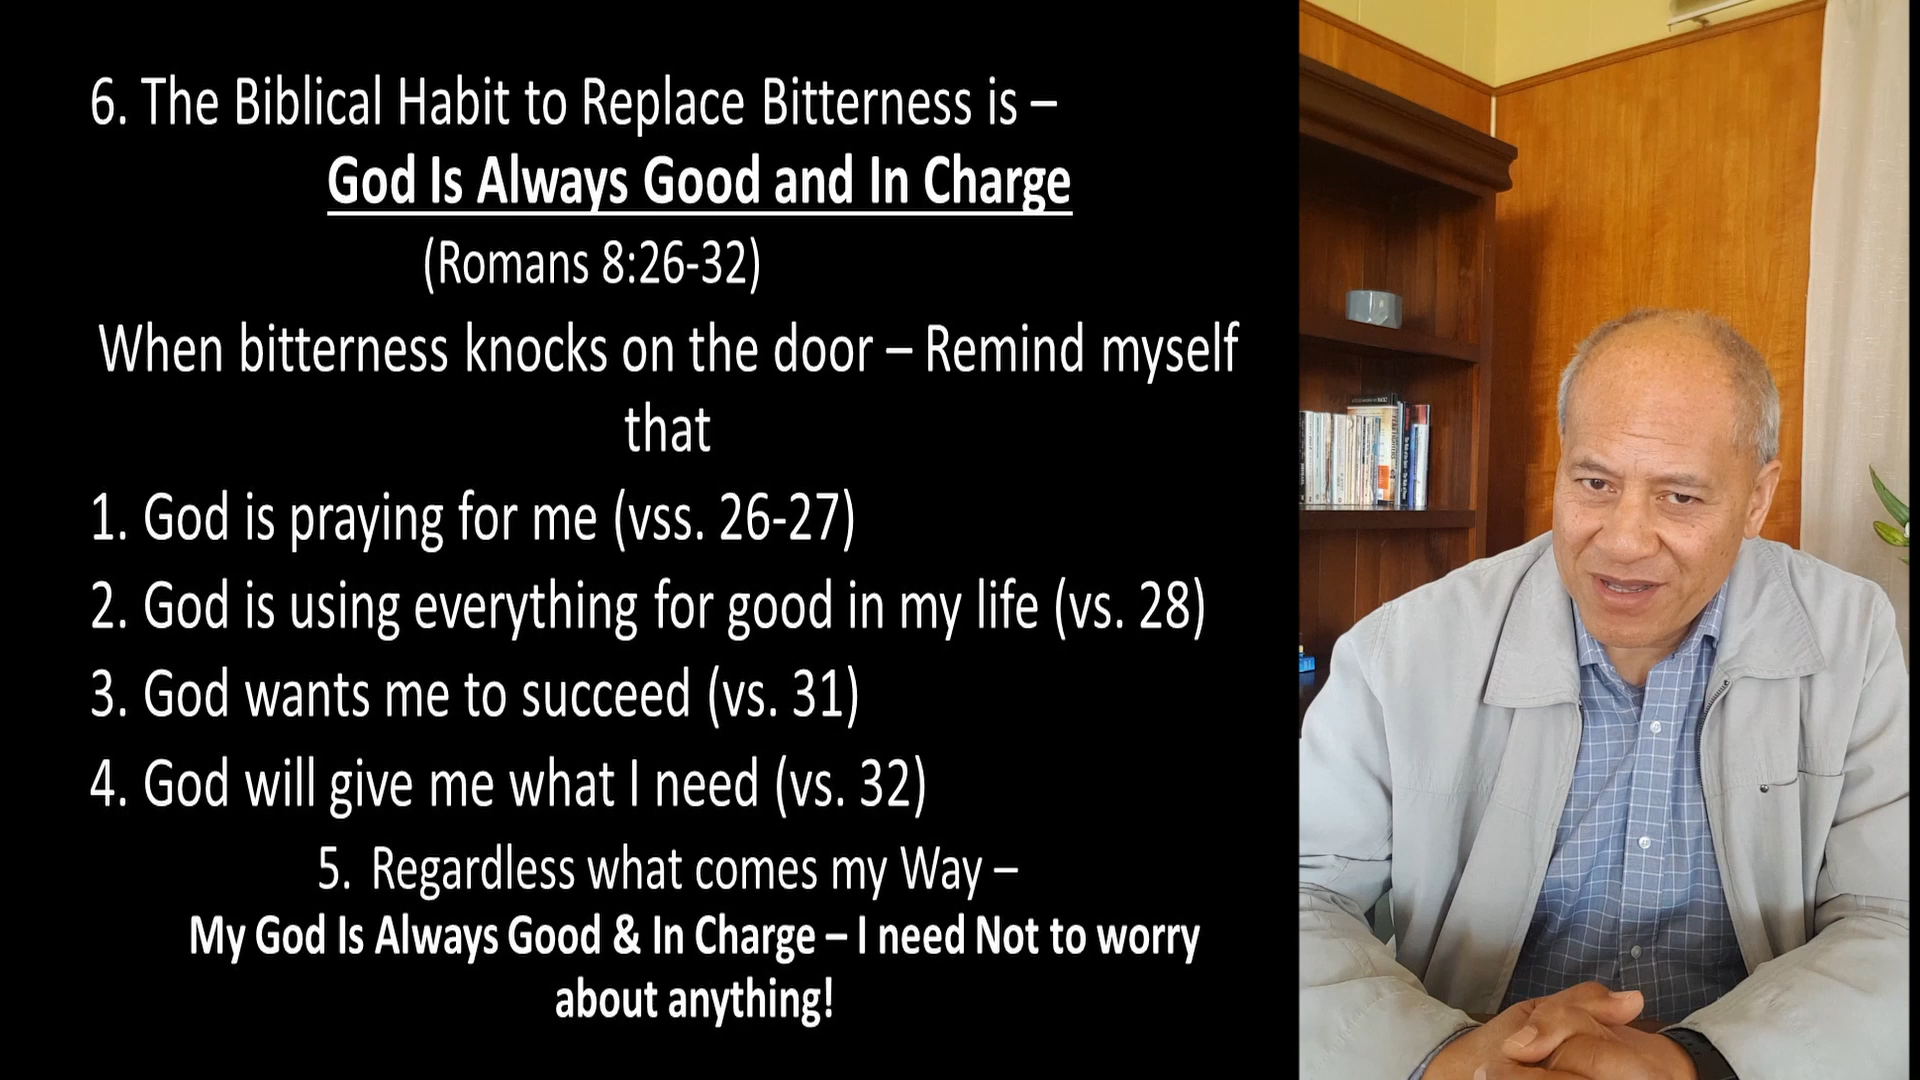 6. The Biblical Habit to Replace Bitterness is –
God Is Always Good and In Charge
(Romans 8:26-32)
When bitterness knocks on the door – Remind myself
that
1. God is praying for me (vss. 26-27)
2. God is using everything for good in my life (vs. 28)
3. God wants me to succeed (vs. 31)
4. God will give me what I need (vs. 32)
5. Regardless what comes my Way –
My God Is Always Good & In Charge – I need Not to worry
about anything!